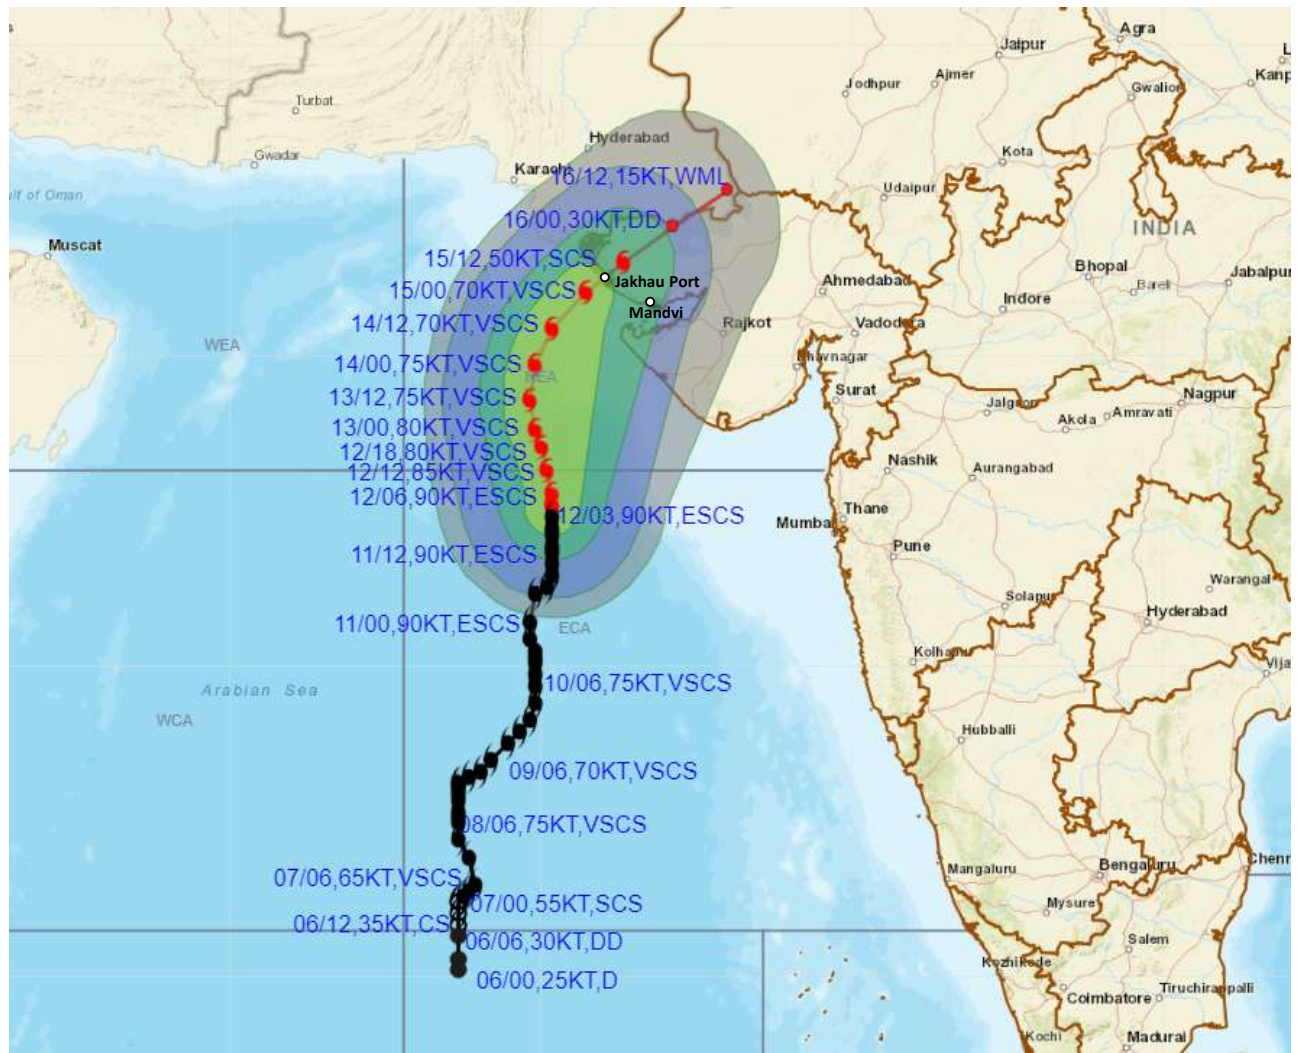 Agra
Jaipur
Ajmer
Jodhpur
Kanp
Gwalior
Turbat
Gwadar
Hyderabad
Karachi
Kota
Udaipur
ulf of Oman
Muscat
16/12,15KT,WML
16/00,30KT,DD
INDIA
15/12,50KT,SCS
Jakhau Port
Bhopal
Bareli
Jabalpur
Ahmedabad
15/00,70KT,VSCS
Mandvi
Indore
14/12,70KT,VSCS
Rajkot
Vadodara
WEA
14/00,75KT,VSCS
NEA
Bhavnagar
Surat
Nagpur
13/12,75KT,VSCS
Jalgaon
Akola
Amravati
13/00,80KT,VSCS
12/18,80KT,VSCS
12/12,85KT,VSCS
Nashik
Aurangabad
12/06,90KT,ESCS
12/03,90KT,ESCS
Mumbai
Thane
11/12,90KT,ESCS
Pune
Warangal
Solapur
Hyderabad
11/00,90KT,ESCS
ECA
Kolhapur
Vija
10/06,75KT,VSCS
Arabian Sea
WCA
Hubballi
09/06,70KT,VSCS
08/06,75KT,VSCS
07/06,65KT,VSCS
Mangaluru
Bengaluru
Chenn
07/00,55KT,SCS
Mysure
06/12,35KT,CS
06/06,30KT,DD
Salem
Kozhikode
06/00,25KT,D
Coimbatore
Tiruchirappalli
Kochi
Madurai